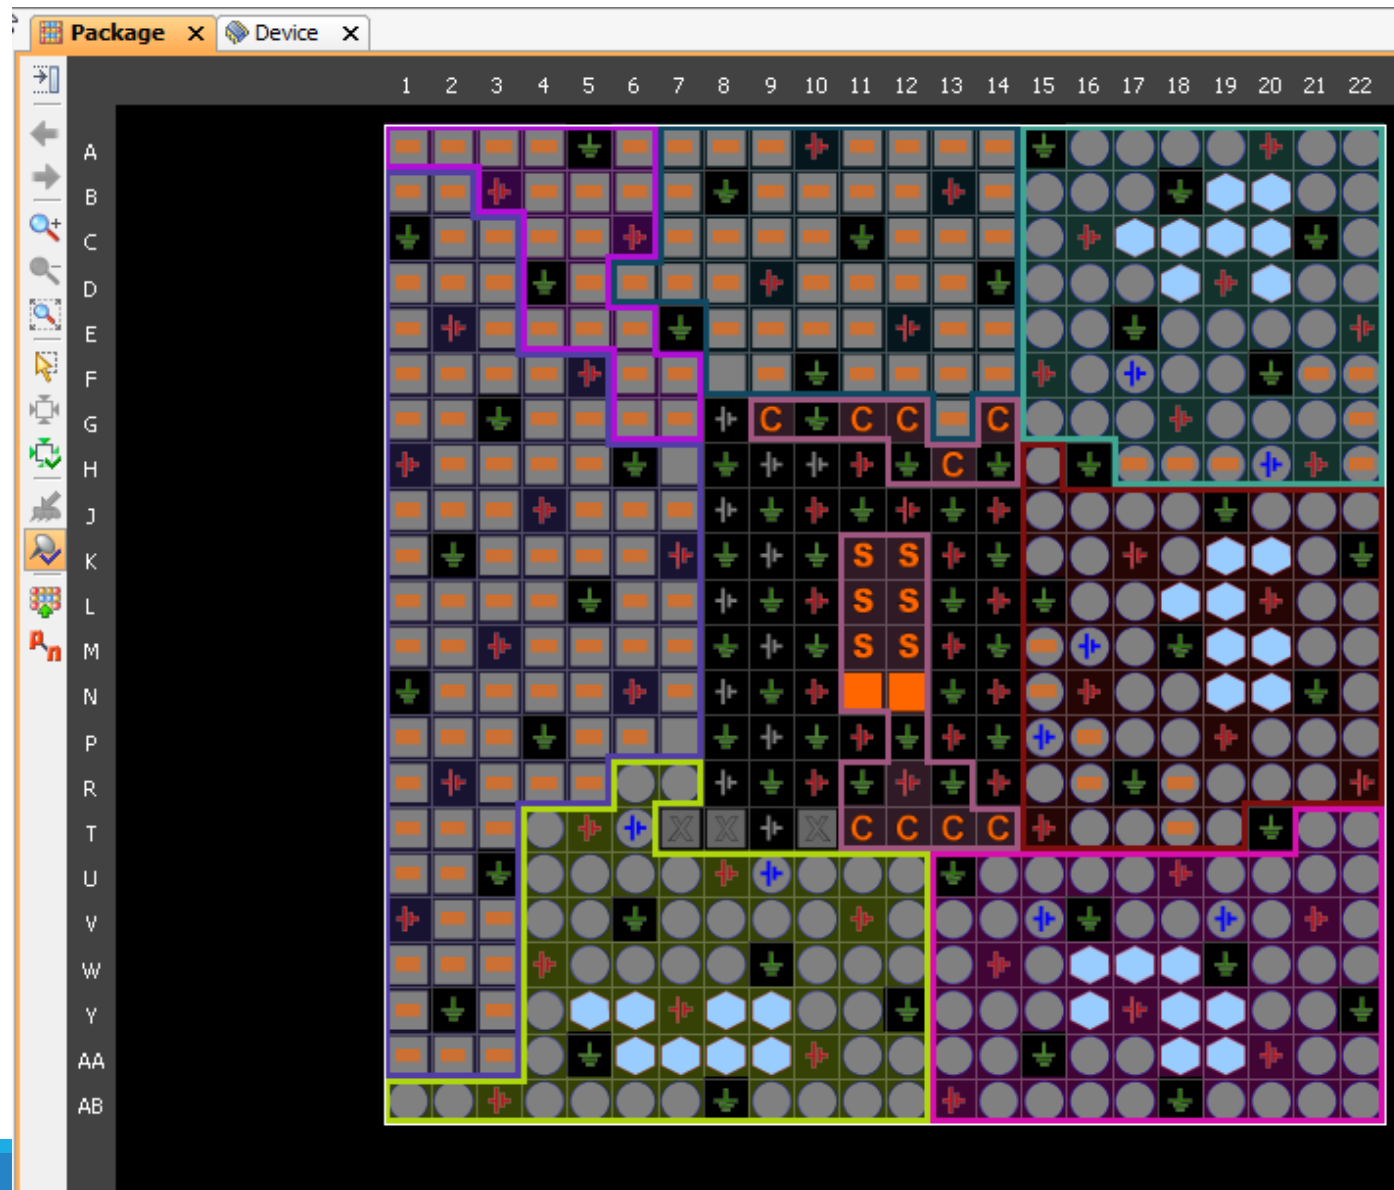 Package X Device X
1 2 3 4 5 6 7 8 9 10 11 12 13 14 15 16 17 18 19 20 21 22
A
B
C
D
E
F
G C C C C
H C
J
K S S
L S S
M S S
N
P
R
T X X X C C C C
U
V
W
Y
AA
AB